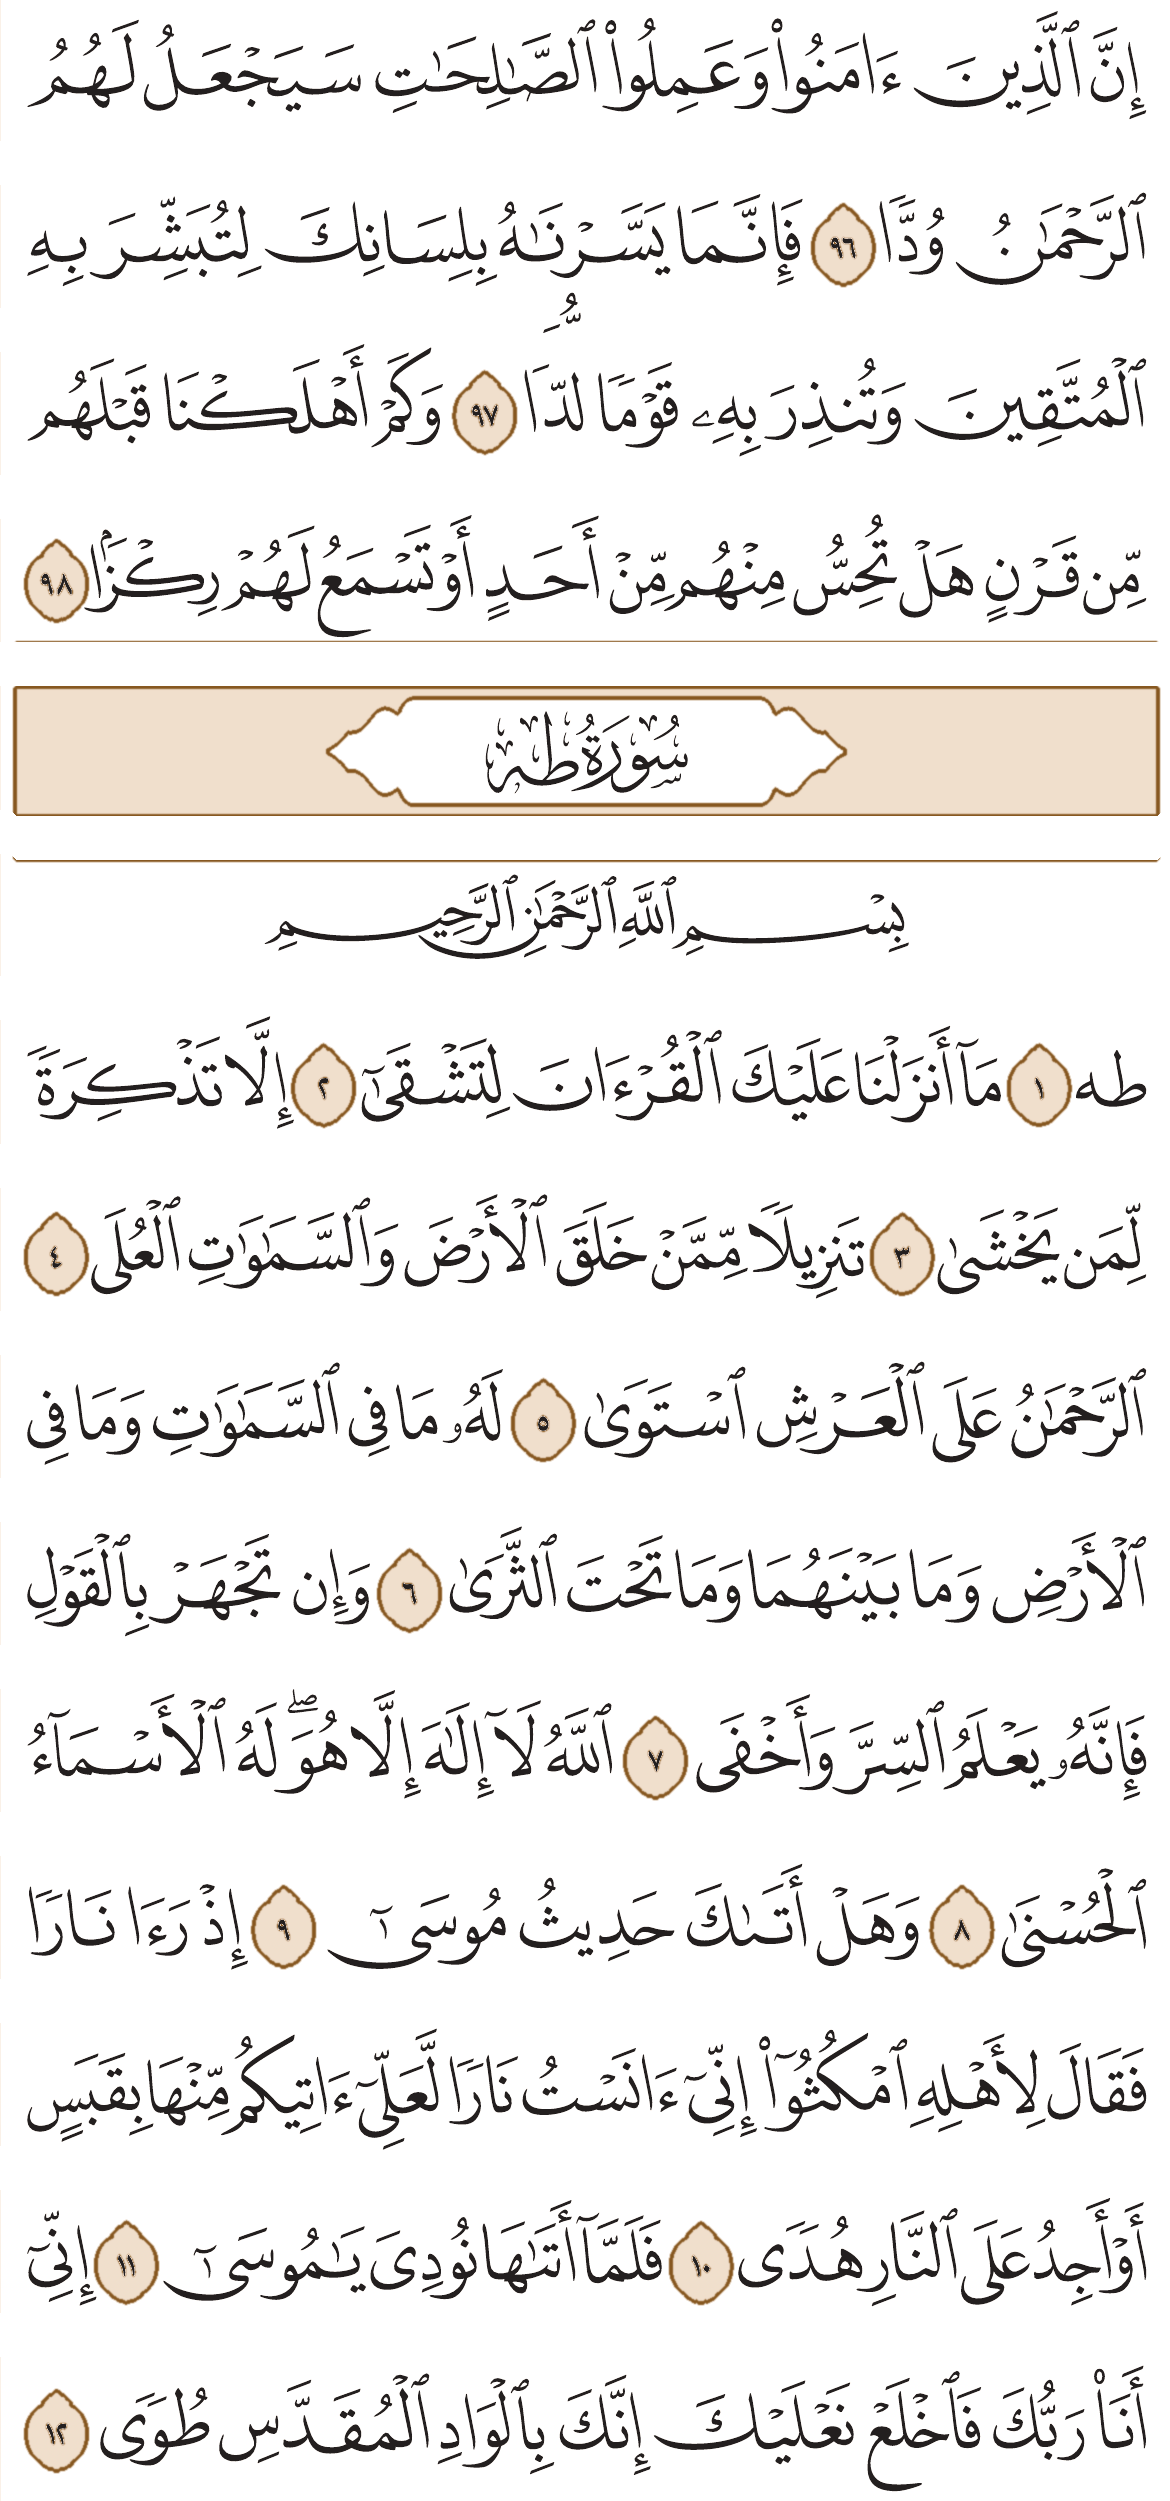 إِنَّ ٱلَّذِينَ ءَامَنُوا۟ وَعَمِلُوا۟ ٱلصَّـٰلِحَـٰتِ سَيَجْعَلُ لَهُمُ
ٱلرَّحْمَـٰنُ وُدًّا ٩٦ فَإِنَّمَا يَسَّرْنَـٰهُ بِلِسَانِكَ لِتُبَشِّرَ بِهِ
ٱلْمُتَّقِينَ وَتُنذِرَ بِهِۦ قَوْمًا لُّدًّا ٩٧ وَكَمْ أَهْلَكْنَا قَبْلَهُم
مِّن قَرْنٍ هَلْ تُحِسُّ مِنْهُم مِّنْ أَحَدٍ أَوْ تَسْمَعُ لَهُمْ رِكْزًۢا ٩٨
سُورَةُ طه
بِسْمِ ٱللَّهِ ٱلرَّحْمَـٰنِ ٱلرَّحِيمِ
طه ١ مَآ أَنزَلْنَا عَلَيْكَ ٱلْقُرْءَانَ لِتَشْقَىٰٓ ٢ إِلَّا تَذْكِرَةً
لِّمَن يَخْشَىٰ ٣ تَنزِيلًا مِّمَّنْ خَلَقَ ٱلْأَرْضَ وَٱلسَّمَـٰوَٰتِ ٱلْعُلَى ٤
ٱلرَّحْمَـٰنُ عَلَى ٱلْعَرْشِ ٱسْتَوَىٰ ٥ لَهُۥ مَا فِى ٱلسَّمَـٰوَٰتِ وَمَا فِى
ٱلْأَرْضِ وَمَا بَيْنَهُمَا وَمَا تَحْتَ ٱلثَّرَىٰ ٦ وَإِن تَجْهَرْ بِٱلْقَوْلِ
فَإِنَّهُۥ يَعْلَمُ ٱلسِّرَّ وَأَخْفَى ٧ ٱللَّهُ لَآ إِلَـٰهَ إِلَّا هُوَ ۖ لَهُ ٱلْأَسْمَآءُ
ٱلْحُسْنَىٰ ٨ وَهَلْ أَتَىٰكَ حَدِيثُ مُوسَىٰٓ ٩ إِذْ رَءَا نَارًا
فَقَالَ لِأَهْلِهِ ٱمْكُثُوٓا۟ إِنِّىٓ ءَانَسْتُ نَارًا لَّعَلِّىٓ ءَاتِيكُم مِّنْهَا بِقَبَسٍ
أَوْ أَجِدُ عَلَى ٱلنَّارِ هُدًى ١٠ فَلَمَّآ أَتَىٰهَا نُودِىَ يَـٰمُوسَىٰٓ ١١ إِنِّىٓ
أَنَا۠ رَبُّكَ فَٱخْلَعْ نَعْلَيْكَ إِنَّكَ بِٱلْوَادِ ٱلْمُقَدَّسِ طُوًى ١٢